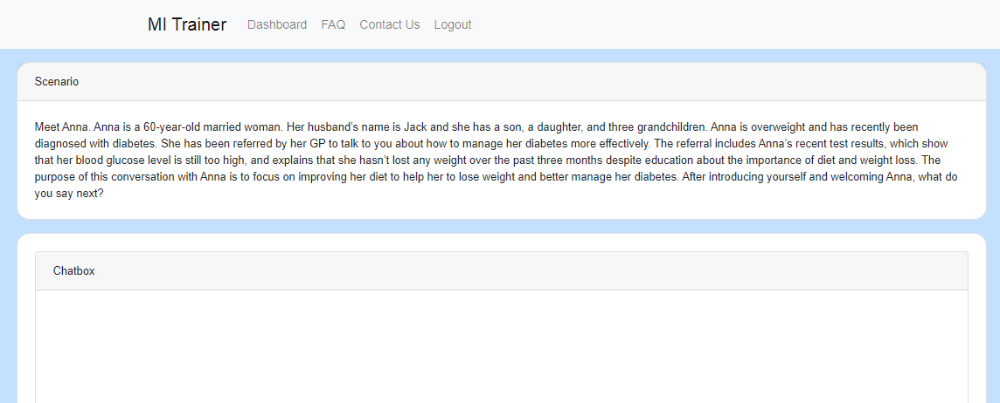 MI Trainer Dashboard FAQ Contact Us Logout
Scenario
Meet Anna. Anna is a 60-year-old married woman. Her husband’s name is Jack and she has a son, a daughter, and three grandchildren. Anna is overweight and has recently been
diagnosed with diabetes. She has been referred by her GP to talk to you about how to manage her diabetes more effectively. The referral includes Anna’s recent test results, which show
that her blood glucose level is still too high, and explains that she hasn’t lost any weight over the past three months despite education about the importance of diet and weight loss. The
purpose of this conversation with Anna is to focus on improving her diet to help her to lose weight and better manage her diabetes. After introducing yourself and welcoming Anna, what do
you say next?
Chatbox